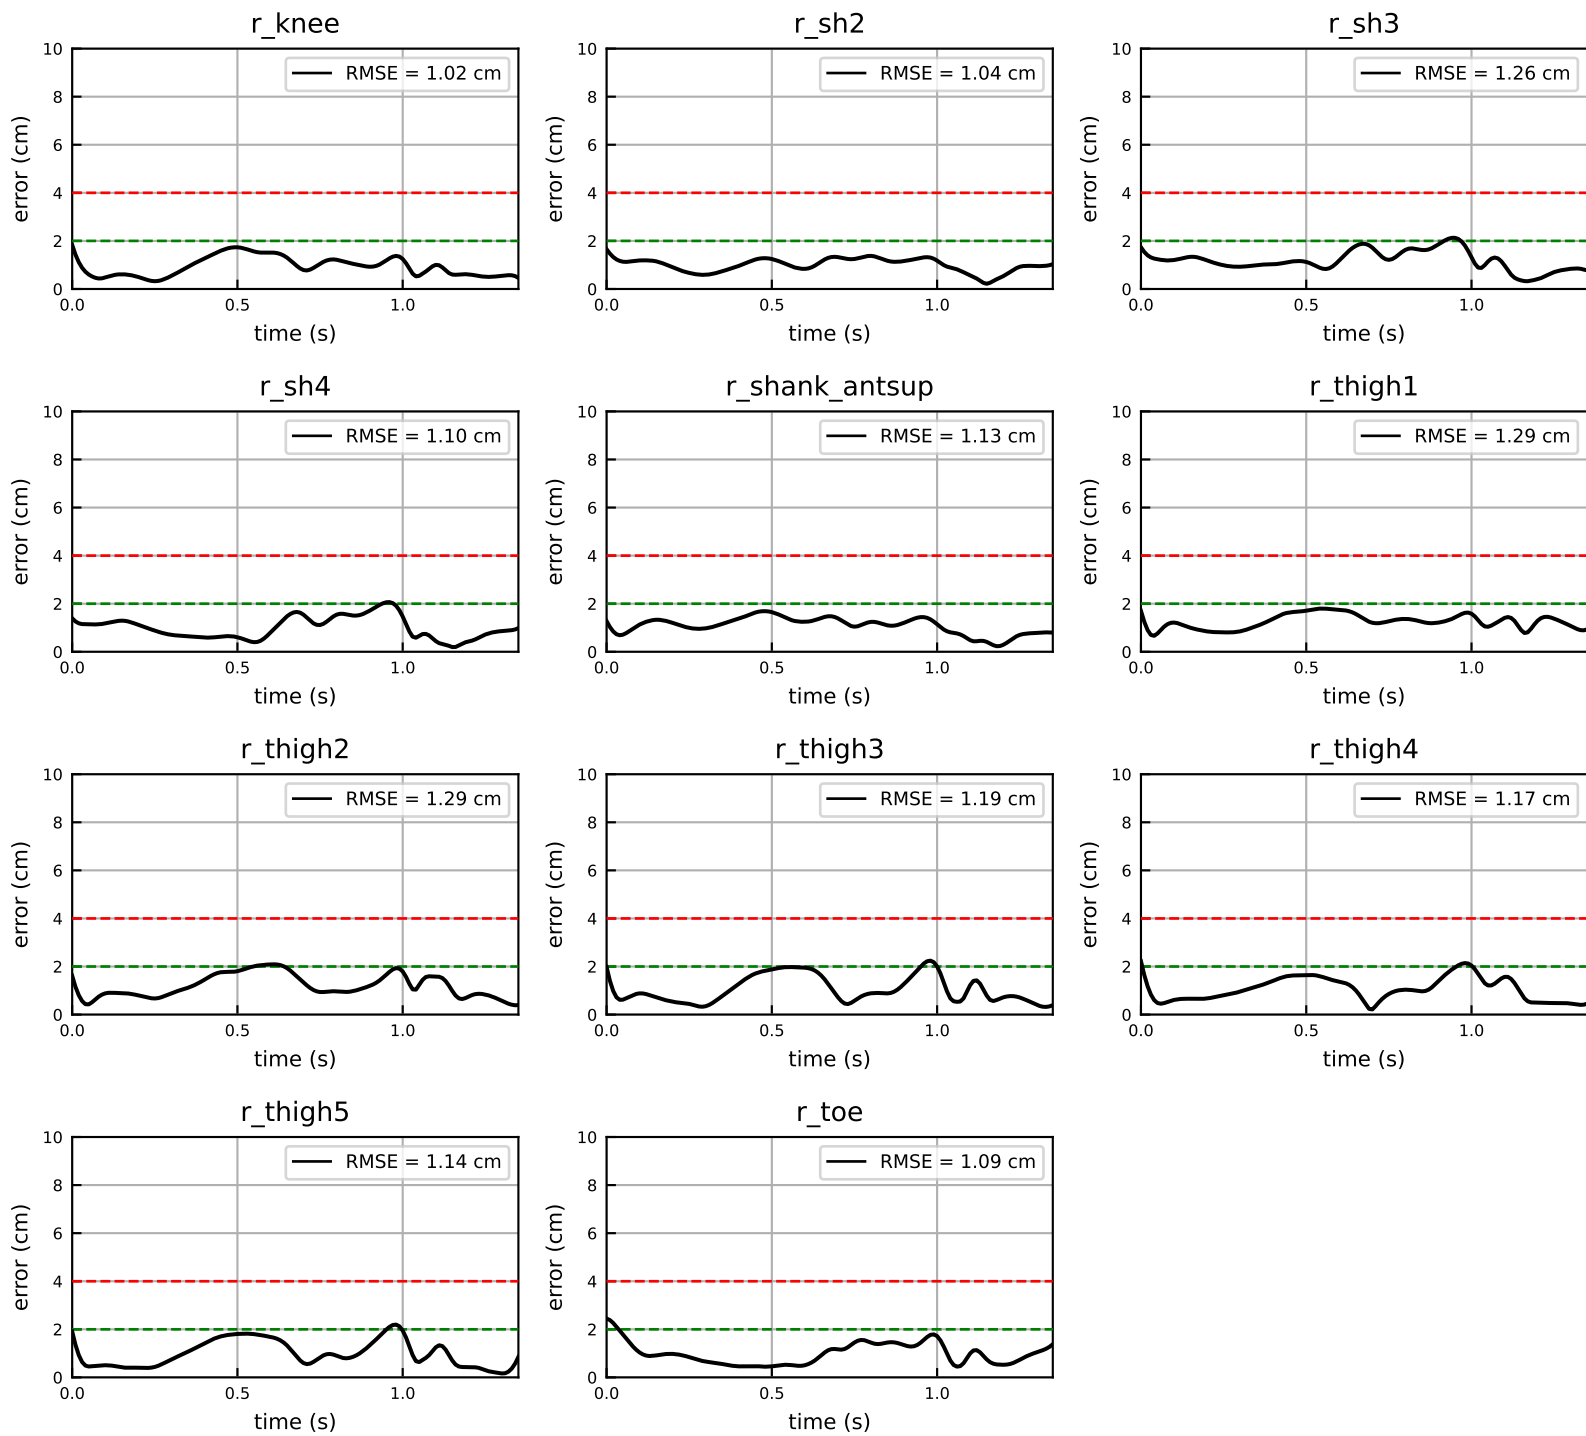 r_knee
RMSE = 1.02 cm
error (cm)
10
8
6
4
2
0
0.0 0.5 1.0
time (s)
r_sh2
RMSE = 1.04 cm
error (cm)
10
8
6
4
2
0
0.0 0.5 1.0
time (s)
r_sh3
RMSE = 1.26 cm
error (cm)
10
8
6
4
2
0
0.0 0.5 1.0
time (s)
r_sh4
RMSE = 1.10 cm
error (cm)
10
8
6
4
2
0
0.0 0.5 1.0
time (s)
r_shank_antsup
RMSE = 1.13 cm
error (cm)
10
8
6
4
2
0
0.0 0.5 1.0
time (s)
r_thigh1
RMSE = 1.29 cm
error (cm)
10
8
6
4
2
0
0.0 0.5 1.0
time (s)
r_thigh2
RMSE = 1.29 cm
error (cm)
10
8
6
4
2
0
0.0 0.5 1.0
time (s)
r_thigh3
RMSE = 1.19 cm
error (cm)
10
8
6
4
2
0
0.0 0.5 1.0
time (s)
r_thigh4
RMSE = 1.17 cm
error (cm)
10
8
6
4
2
0
0.0 0.5 1.0
time (s)
r_thigh5
RMSE = 1.14 cm
error (cm)
10
8
6
4
2
0
0.0 0.5 1.0
time (s)
r_toe
RMSE = 1.09 cm
error (cm)
10
8
6
4
2
0
0.0 0.5 1.0
time (s)